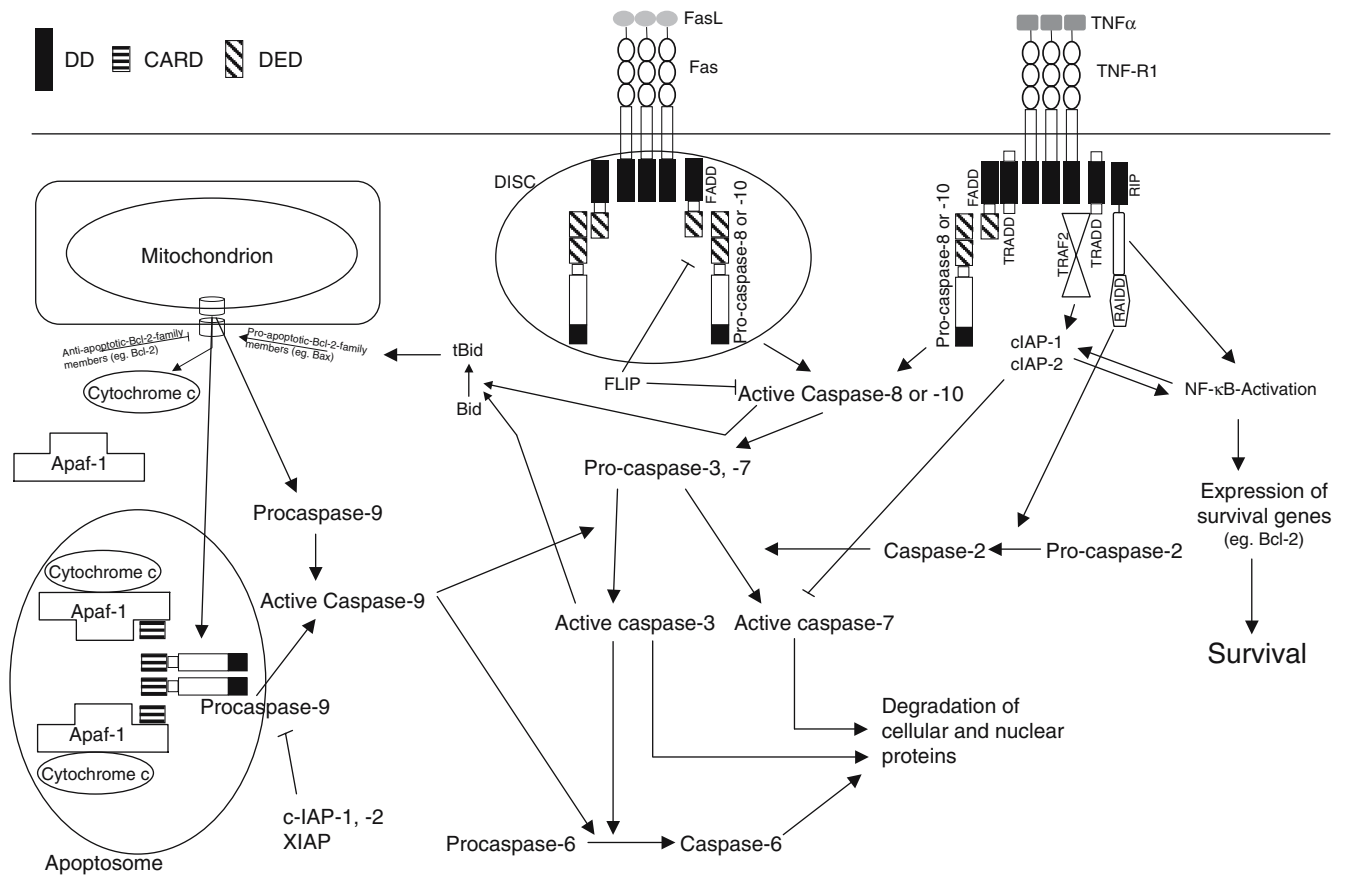 FasL
TNFα
DD
CARD
DED
Fas
TNF-R1
DISC
FADD
Pro-caspase-8 or -10
Pro-caspase-8 or -10
FADD
TRADD
TRAF2
TRADD
RIP
RAIDD
Mitochondrion
Anti-apoptotic-Bcl-2-family
members (eg. Bcl-2)
Pro-apoptotic-Bcl-2-family
members (eg. Bax)
Cytochrome c
tBid
Bid
FLIP
Active Caspase-8 or -10
cIAP-1
cIAP-2
NF-κB-Activation
Apaf-1
Pro-caspase-3, -7
Procaspase-9
Expression of
survival genes
(eg. Bcl-2)
Caspase-2
Pro-caspase-2
Cytochrome c
Apaf-1
Active Caspase-9
Active caspase-3
Active caspase-7
Survival
Procaspase-9
Apaf-1
Cytochrome c
Degradation of
cellular and nuclear
proteins
c-IAP-1, -2
XIAP
Procaspase-6
Caspase-6
Apoptosome